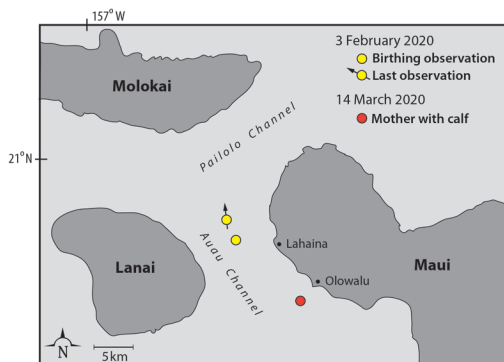 157° W
3 February 2020
Birthing observation
Last observation
14 March 2020
Mother with calf
Molokai
Pailolo Channel
21°N
Auau Channel
Lahaina
Lanai
Maui
Olowalu
N
5km